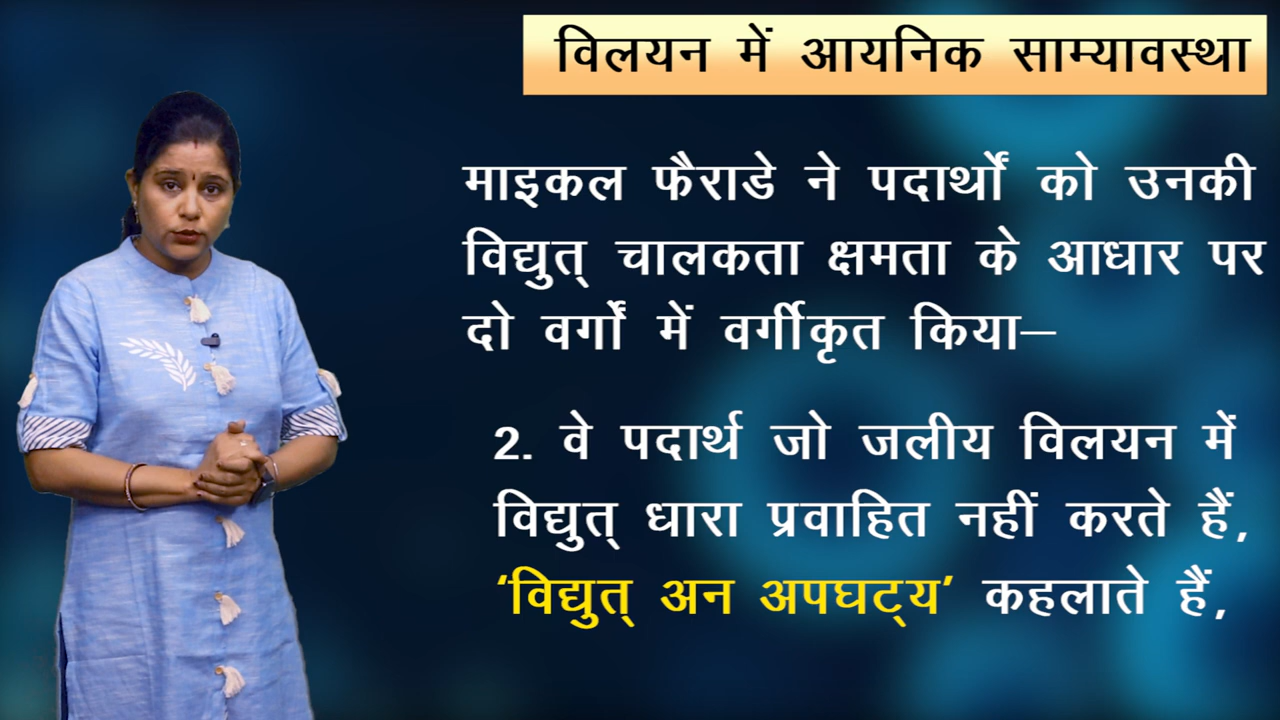 विलयन में आयनिक साम्यावस्था
माइकल फैराडे ने पदार्थों को उनकी
विद्युत् चालकता क्षमता के आधार पर
दो वर्गों में वर्गीकृत किया–
2. वे पदार्थ जो जलीय विलयन में
विद्युत् धारा प्रवाहित नहीं करते हैं,
‘विद्युत् अन अपघट्य’ कहलाते हैं,